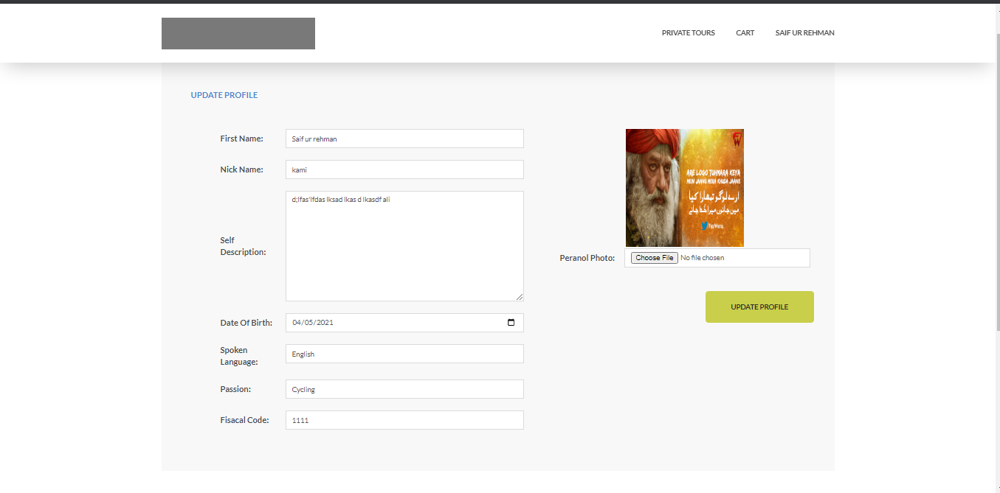 PRIVATE TOURS
CART
SAIF UR REHMAN
UPDATE PROFILE
First Name:
Saif ur rehman
Nick Name:
kami
Self
Description:
d;lfas'lfdas lksad lkas d lkasdf ali
Date Of Birth:
04/05/2021
Spoken
Language:
English
Passion:
Cycling
Fisacal Code:
1111
ARE LOGO TUHMARA KEYA
MEIN JAANU MERA KHUDA JAANE
ارے لوگو تمھارا کیا
میں جانوں میرا خدا جانے
Peranol Photo:
Choose File
No file chosen
UPDATE PROFILE